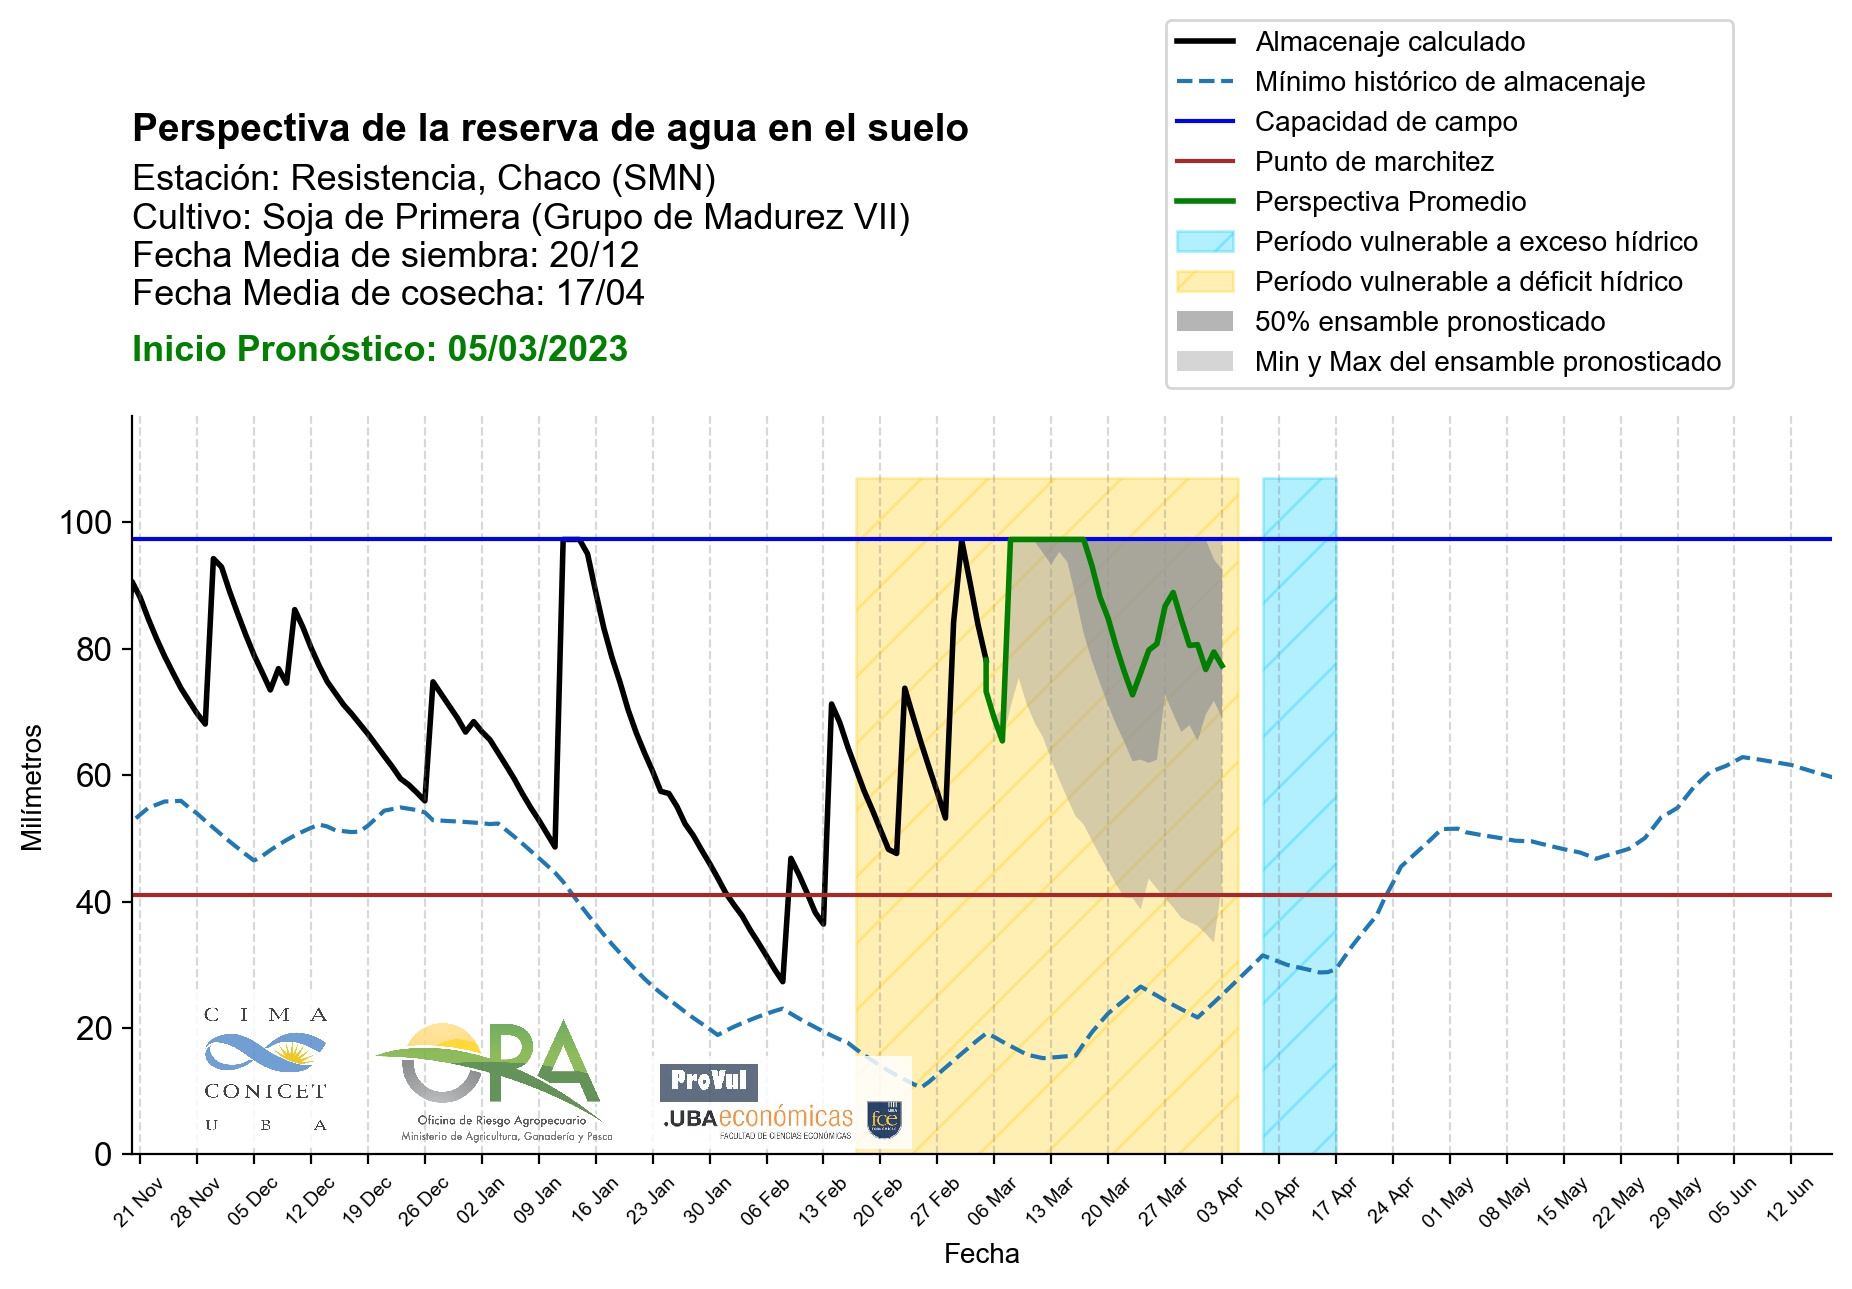 Almacenaje calculado
Mínimo histórico de almacenaje
Capacidad de campo
Punto de marchitez
Perspectiva Promedio
Período vulnerable a exceso hídrico
Período vulnerable a déficit hídrico
50% ensamble pronosticado
Min y Max del ensamble pronosticado
Perspectiva de la reserva de agua en el suelo
Estación: Resistencia, Chaco (SMN)
Cultivo: Soja de Primera (Grupo de Madurez VII)
Fecha Media de siembra: 20/12
Fecha Media de cosecha: 17/04
Inicio Pronóstico: 05/03/2023
Milímetros
100
80
60
40
20
0
CIMA
CONICET
UBA
ORA
Oficina de Riesgo Agropecuario
Ministerio de Agricultura, Ganadería y Pesca
ProVul
.UBAeconómicas
FACULTAD DE CIENCIAS ECONÓMICAS
fce
21 Nov
28 Nov
05 Dec
12 Dec
19 Dec
26 Dec
02 Jan
09 Jan
16 Jan
23 Jan
30 Jan
06 Feb
13 Feb
20 Feb
27 Feb
06 Mar
13 Mar
20 Mar
27 Mar
03 Apr
10 Apr
17 Apr
24 Apr
01 May
08 May
15 May
22 May
29 May
05 Jun
12 Jun
Fecha